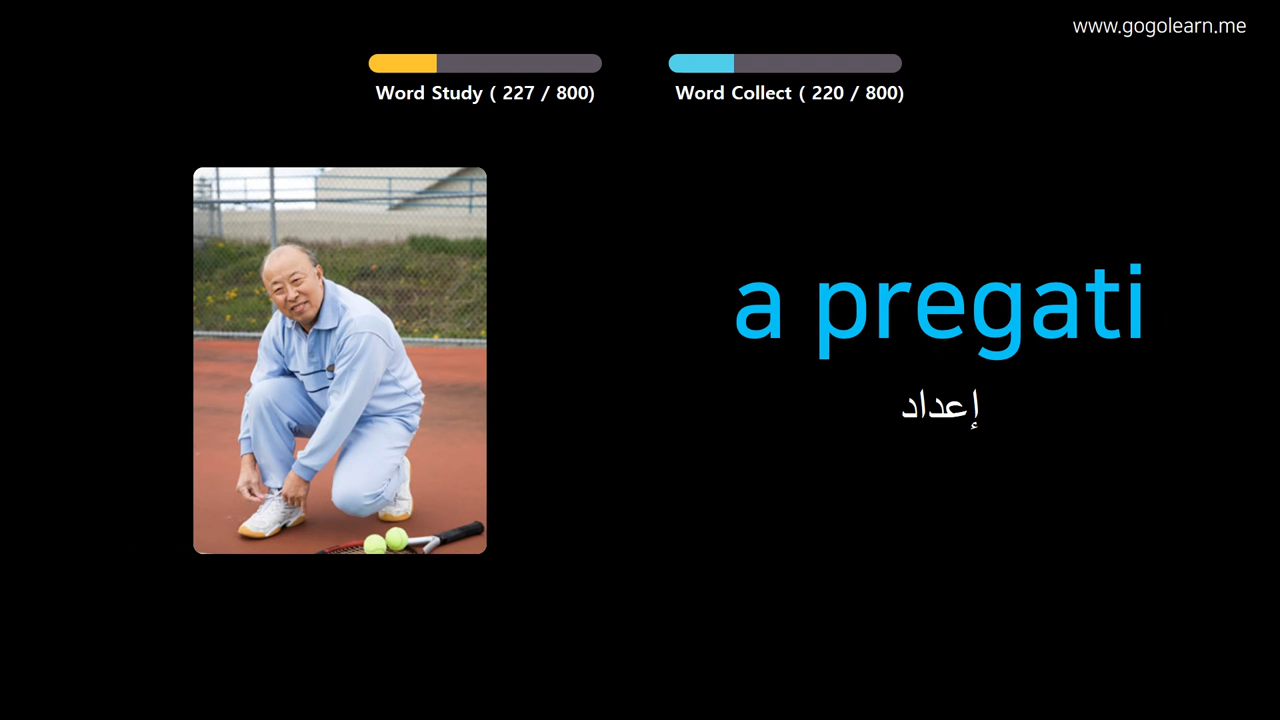 www.gogolearn.me
Word Study ( 227 / 800)
Word Collect ( 220 / 800)
a pregati
إعداد